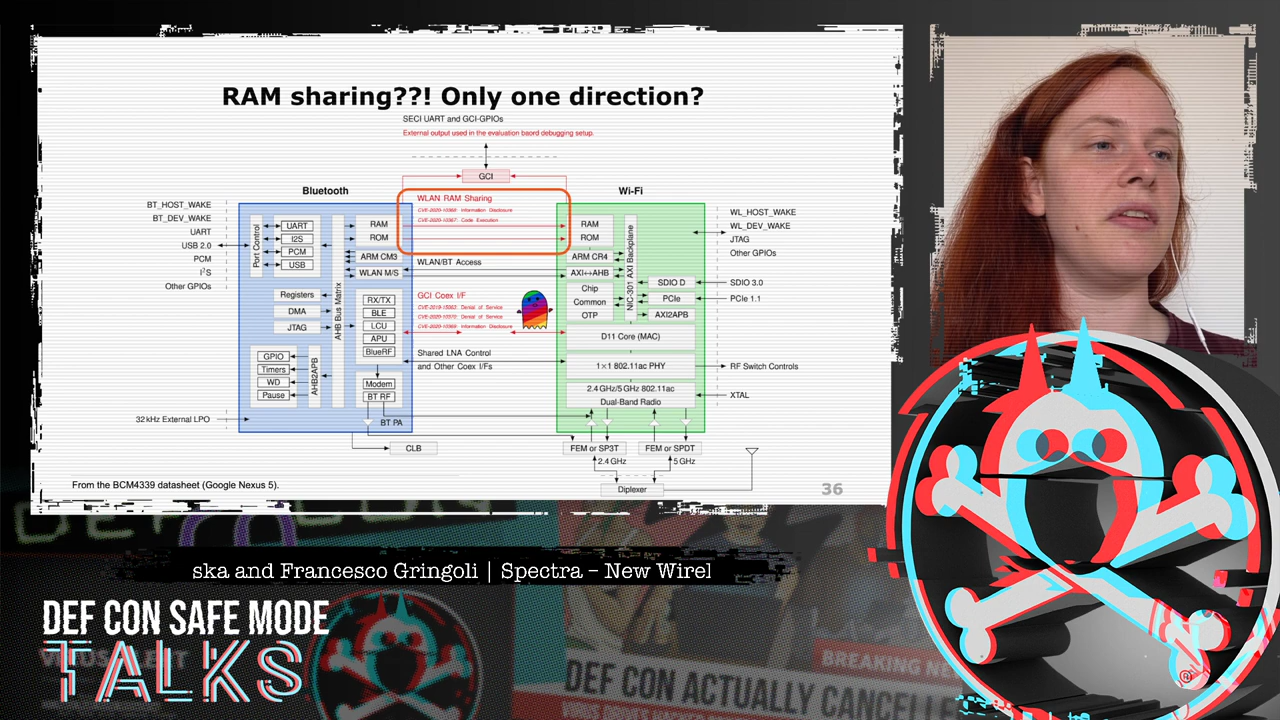 RAM sharing??! Only one direction?
SECI UART and GCI-GPIOs
External output used in the evaluation baord debugging setup.
GCI
Bluetooth
Wi-Fi
BT_HOST_WAKE
BT_DEV_WAKE
UART
USB 2.0
PCM
I²S
Other GPIOs
32 kHz External LPO
Port Control
UART
I2S
PCM
USB
Registers
DMA
JTAG
GPIO
Timers
WD
Pause
AHB2APB
AHB Bus Matrix
RAM
ROM
ARM CM3
WLAN M/S
RX/TX
BLE
LCU
APU
BlueRF
Modem
BT RF
BT PA
CLB
WLAN RAM Sharing
CVE-2020-10368: Information Disclosure
CVE-2020-10367: Code Execution
WLAN/BT Access
GCI Coex I/F
CVE-2019-15063: Denial of Service
CVE-2020-10370: Denial of Service
CVE-2020-10369: Information Disclosure
Shared LNA Control
and Other Coex I/Fs
RAM
ROM
ARM CR4
AXI↔AHB
Chip
Common
OTP
NIC-301 AXI Backplane
SDIO D
PCIe
AXI2APB
D11 Core (MAC)
1×1 802.11ac PHY
2.4 GHz/5 GHz 802.11ac
Dual-Band Radio
FEM or SP3T
FEM or SPDT
2.4 GHz
5 GHz
Diplexer
WL_HOST_WAKE
WL_DEV_WAKE
JTAG
Other GPIOs
SDIO 3.0
PCIe 1.1
RF Switch Controls
XTAL
From the BCM4339 datasheet (Google Nexus 5).
36
ska and Francesco Gringoli | Spectra – New Wirel
DEF CON SAFE MODE
TALKS
BREAKING NE
DEF CON ACTUALLY CANCELLE